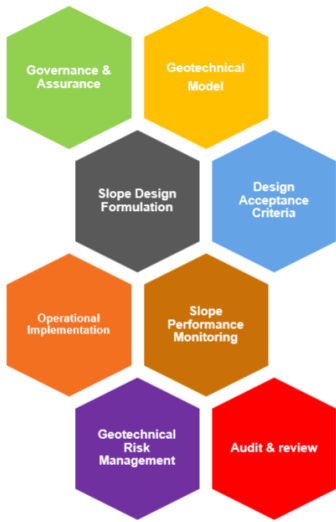 Governance &
Assurance
Geotechnical
Model
Slope Design
Formulation
Design
Acceptance
Criteria
Operational
Implementation
Slope
Performance
Monitoring
Geotechnical
Risk
Management
Audit & review